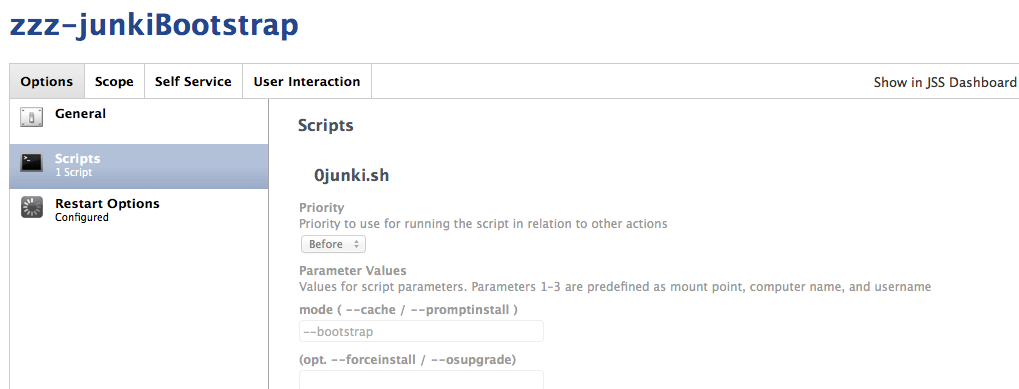 zzz-junkiBootstrap
Options Scope Self Service User Interaction Show in JSS Dashboard
General
Scripts
1 Script
Restart Options
Configured
Scripts
0junki.sh
Priority
Priority to use for running the script in relation to other actions
Before
Parameter Values
Values for script parameters. Parameters 1-3 are predefined as mount point, computer name, and username
mode ( --cache / --promptinstall )
--bootstrap
(opt. --forceinstall / --osupgrade)